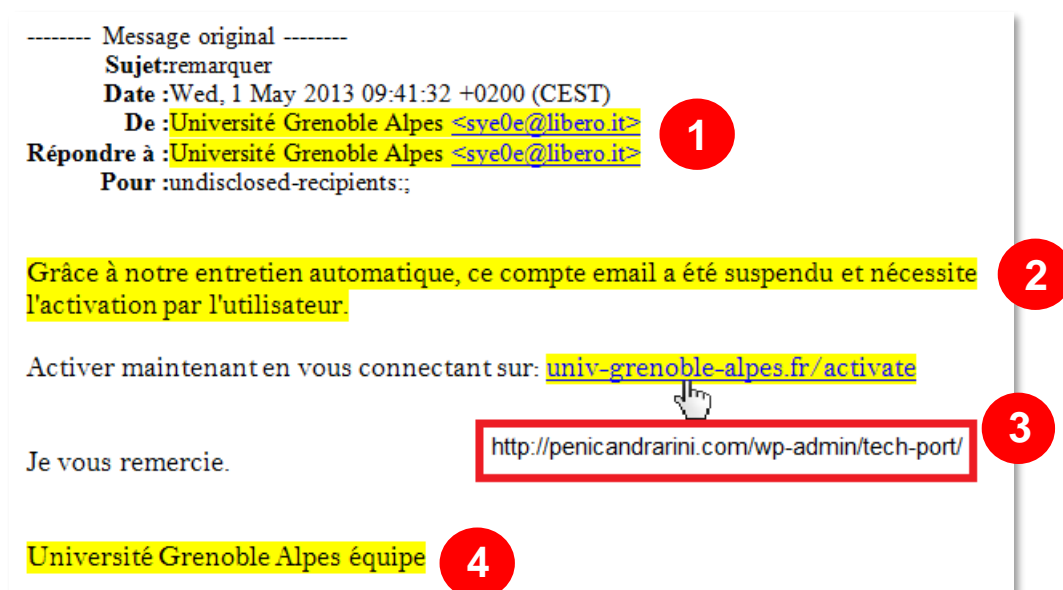 -------- Message original --------
Sujet:remarquer
Date :Wed, 1 May 2013 09:41:32 +0200 (CEST)
De :Université Grenoble Alpes <sye0e@libero.it>
1
Répondre à :Université Grenoble Alpes <sye0e@libero.it>
Pour :undisclosed-recipients:;
Grâce à notre entretien automatique, ce compte email a été suspendu et nécessite
2
l'activation par l'utilisateur.
Activer maintenant en vous connectant sur: univ-grenoble-alpes.fr/activate
http://penicandrarini.com/wp-admin/tech-port/
3
Je vous remercie.
Université Grenoble Alpes équipe
4